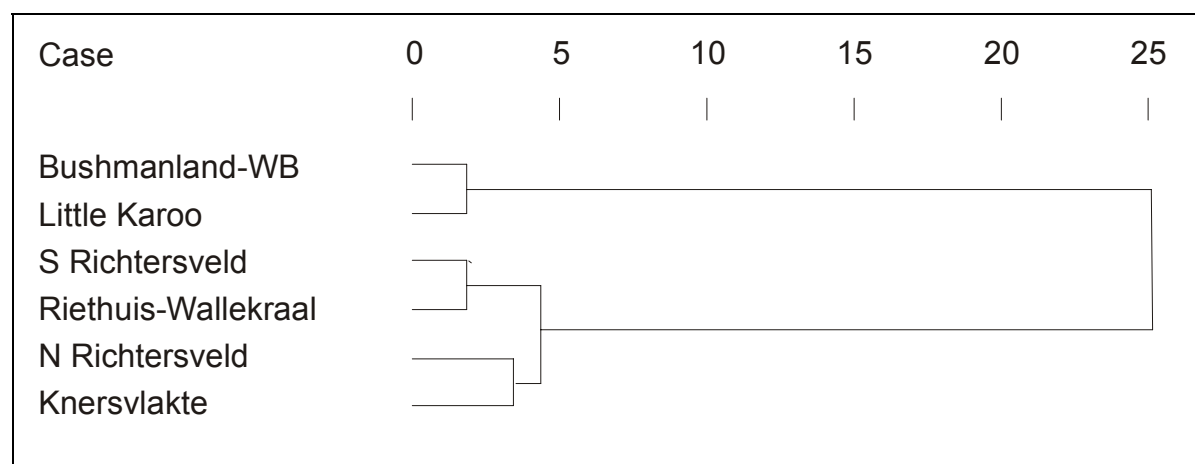 Case 0 5 10 15 20 25
Bushmanland-WB
Little Karoo
S Richtersveld
Riethuis-Wallekraal
N Richtersveld
Knersvlakte